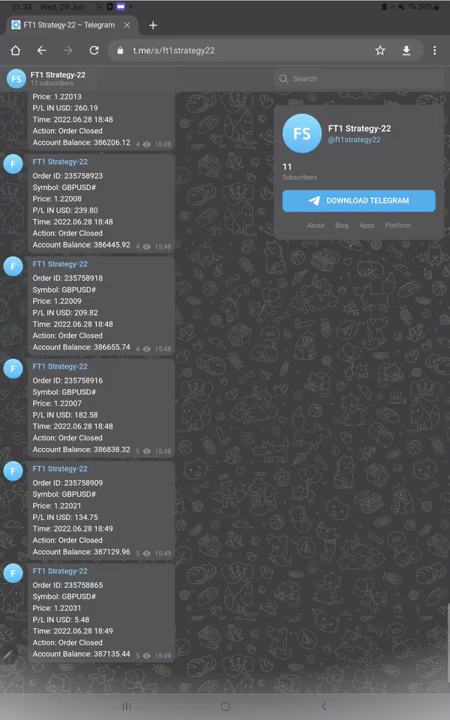 21:24 Wed, 29 Jun 58%
FT1 Strategy-22 – Telegram
t.me/s/ft1strategy22
FS
FT1 Strategy-22
11 subscribers
Search
Price: 1.22013
P/L IN USD: 260.19
Time: 2022.06.28 18:48
Action: Order Closed
Account Balance: 386206.12 4 15:48
F
FT1 Strategy-22
Order ID: 235758923
Symbol: GBPUSD#
Price: 1.22008
P/L IN USD: 239.80
Time: 2022.06.28 18:48
Action: Order Closed
Account Balance: 386445.92 4 15:48
F
FT1 Strategy-22
Order ID: 235758918
Symbol: GBPUSD#
Price: 1.22009
P/L IN USD: 209.82
Time: 2022.06.28 18:48
Action: Order Closed
Account Balance: 386655.74 4 15:48
F
FT1 Strategy-22
Order ID: 235758916
Symbol: GBPUSD#
Price: 1.22007
P/L IN USD: 182.58
Time: 2022.06.28 18:48
Action: Order Closed
Account Balance: 386838.32 5 15:48
F
FT1 Strategy-22
Order ID: 235758909
Symbol: GBPUSD#
Price: 1.22021
P/L IN USD: 134.75
Time: 2022.06.28 18:49
Action: Order Closed
Account Balance: 387129.96 5 15:49
F
FT1 Strategy-22
Order ID: 235758865
Symbol: GBPUSD#
Price: 1.22031
P/L IN USD: 5.48
Time: 2022.06.28 18:49
Action: Order Closed
Account Balance: 387135.44 5 15:49
FS
FT1 Strategy-22
@ft1strategy22
11
Subscribers
DOWNLOAD TELEGRAM
About Blog Apps Platform